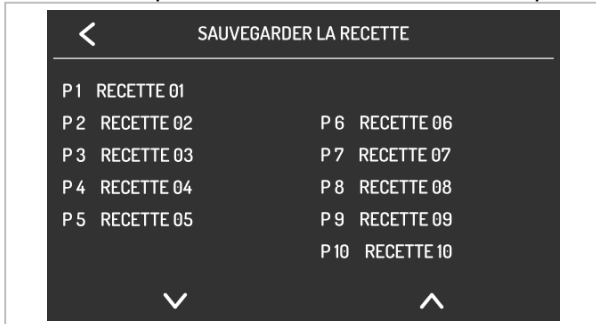 SAUVEGARDER LA RECETTE
P1 RECETTE 01
P2 RECETTE 02
P3 RECETTE 03
P4 RECETTE 04
P5 RECETTE 05
P6 RECETTE 06
P7 RECETTE 07
P8 RECETTE 08
P9 RECETTE 09
P10 RECETTE 10